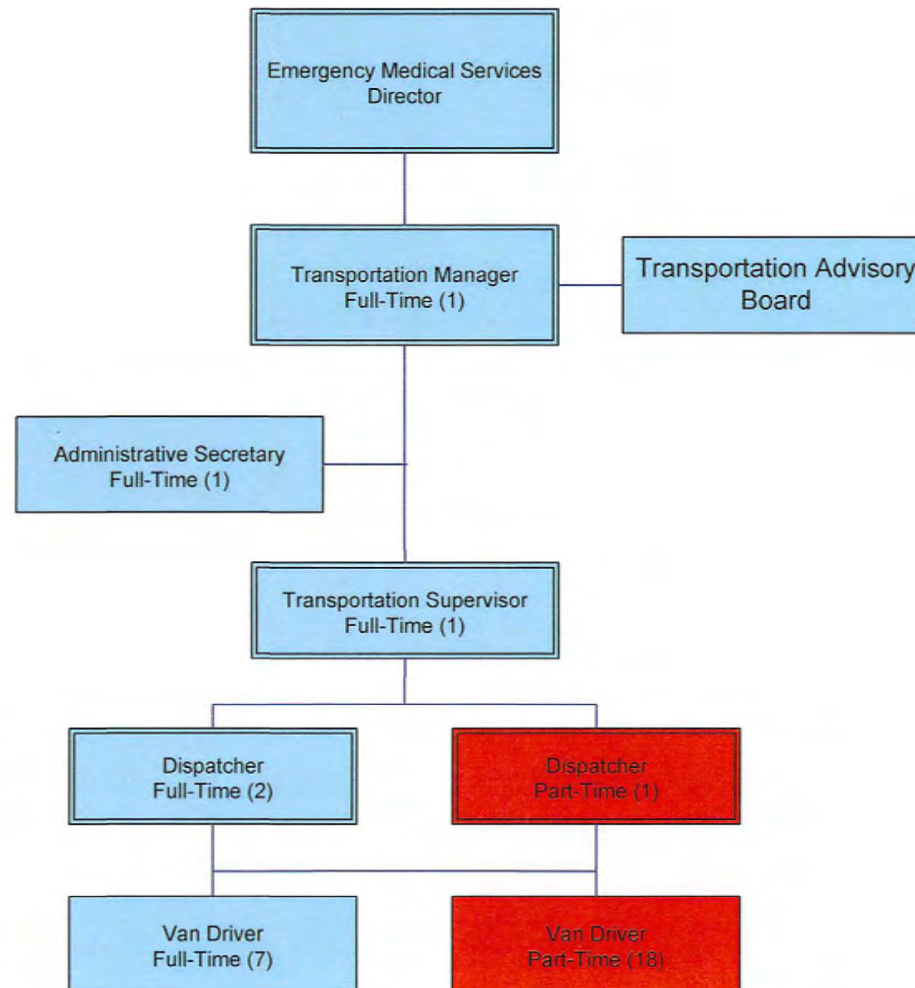 Emergency Medical Services
Director
Transportation Manager
Full-Time (1)
Transportation Advisory
Board
Administrative Secretary
Full-Time (1)
Transportation Supervisor
Full-Time (1)
Dispatcher
Full-Time (2)
Dispatcher
Part-Time (1)
Van Driver
Full-Time (7)
Van Driver
Part-Time (18)